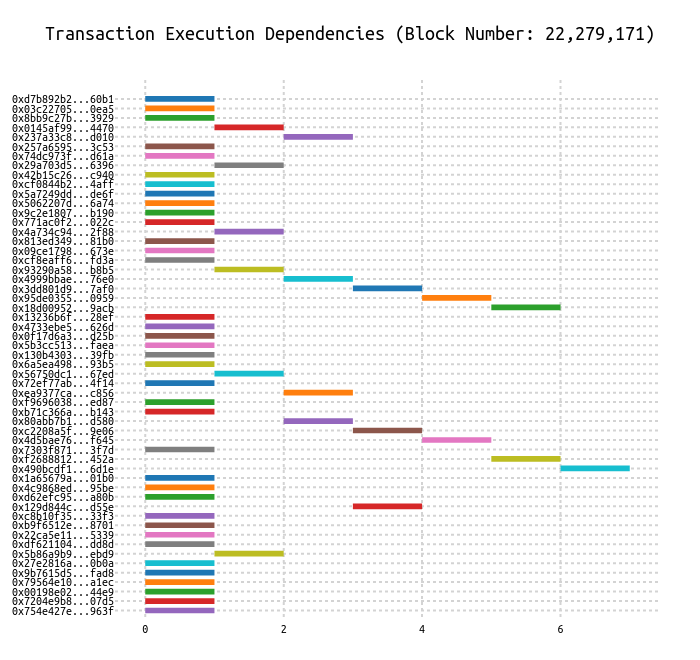 Transaction Execution Dependencies (Block Number: 22,279,171)
0xd7b892b2...60b1
0x03c22705...0ea5
0x8bb9c27b...3929
0x0145af99...4470
0x237a33c8...d010
0x257a6595...3c53
0x74dc973f...d61a
0x29a703d5...6396
0x42b15c26...c940
0xcf0844b2...4aff
0x5a7249dd...de6f
0x5062207d...6a74
0x9c2e1807...b190
0x771ac0f2...022c
0x4a734c94...2f88
0x813ed349...81b0
0x09ce1798...673e
0xcf8eaff6...fd3a
0x93290a58...b8b5
0x4999bbae...76e0
0x3dd801d9...7af0
0x95de0355...0959
0x18d00952...9acb
0x13236b6f...28ef
0x4733ebe5...626d
0x0f17d6a3...d25b
0x5b3cc513...faea
0x130b4303...39fb
0x6a5ea498...93b5
0x56750dc1...67ed
0x72ef77ab...4f14
0xea9377ca...c856
0xf9696038...ed87
0xb71c366a...b143
0x80abb7b1...d580
0xc2208a5f...9e06
0x4d5bae76...f645
0x7303f871...3f7d
0xf2688812...452a
0x490bcdf1...6d1e
0x1a65679a...01b0
0x4c9868ed...95be
0xd62efc95...a80b
0x129d844c...d55e
0xc8b10f35...33f3
0xb9f6512e...8701
0x22ca5e11...5339
0xdf621104...dd8d
0x5b86a9b9...ebd9
0x27e2816a...0b0a
0x9b7615d5...fad8
0x79564e10...a1ec
0x00198e02...44e9
0x7204e9b8...07d5
0x754e427e...963f
0 2 4 6